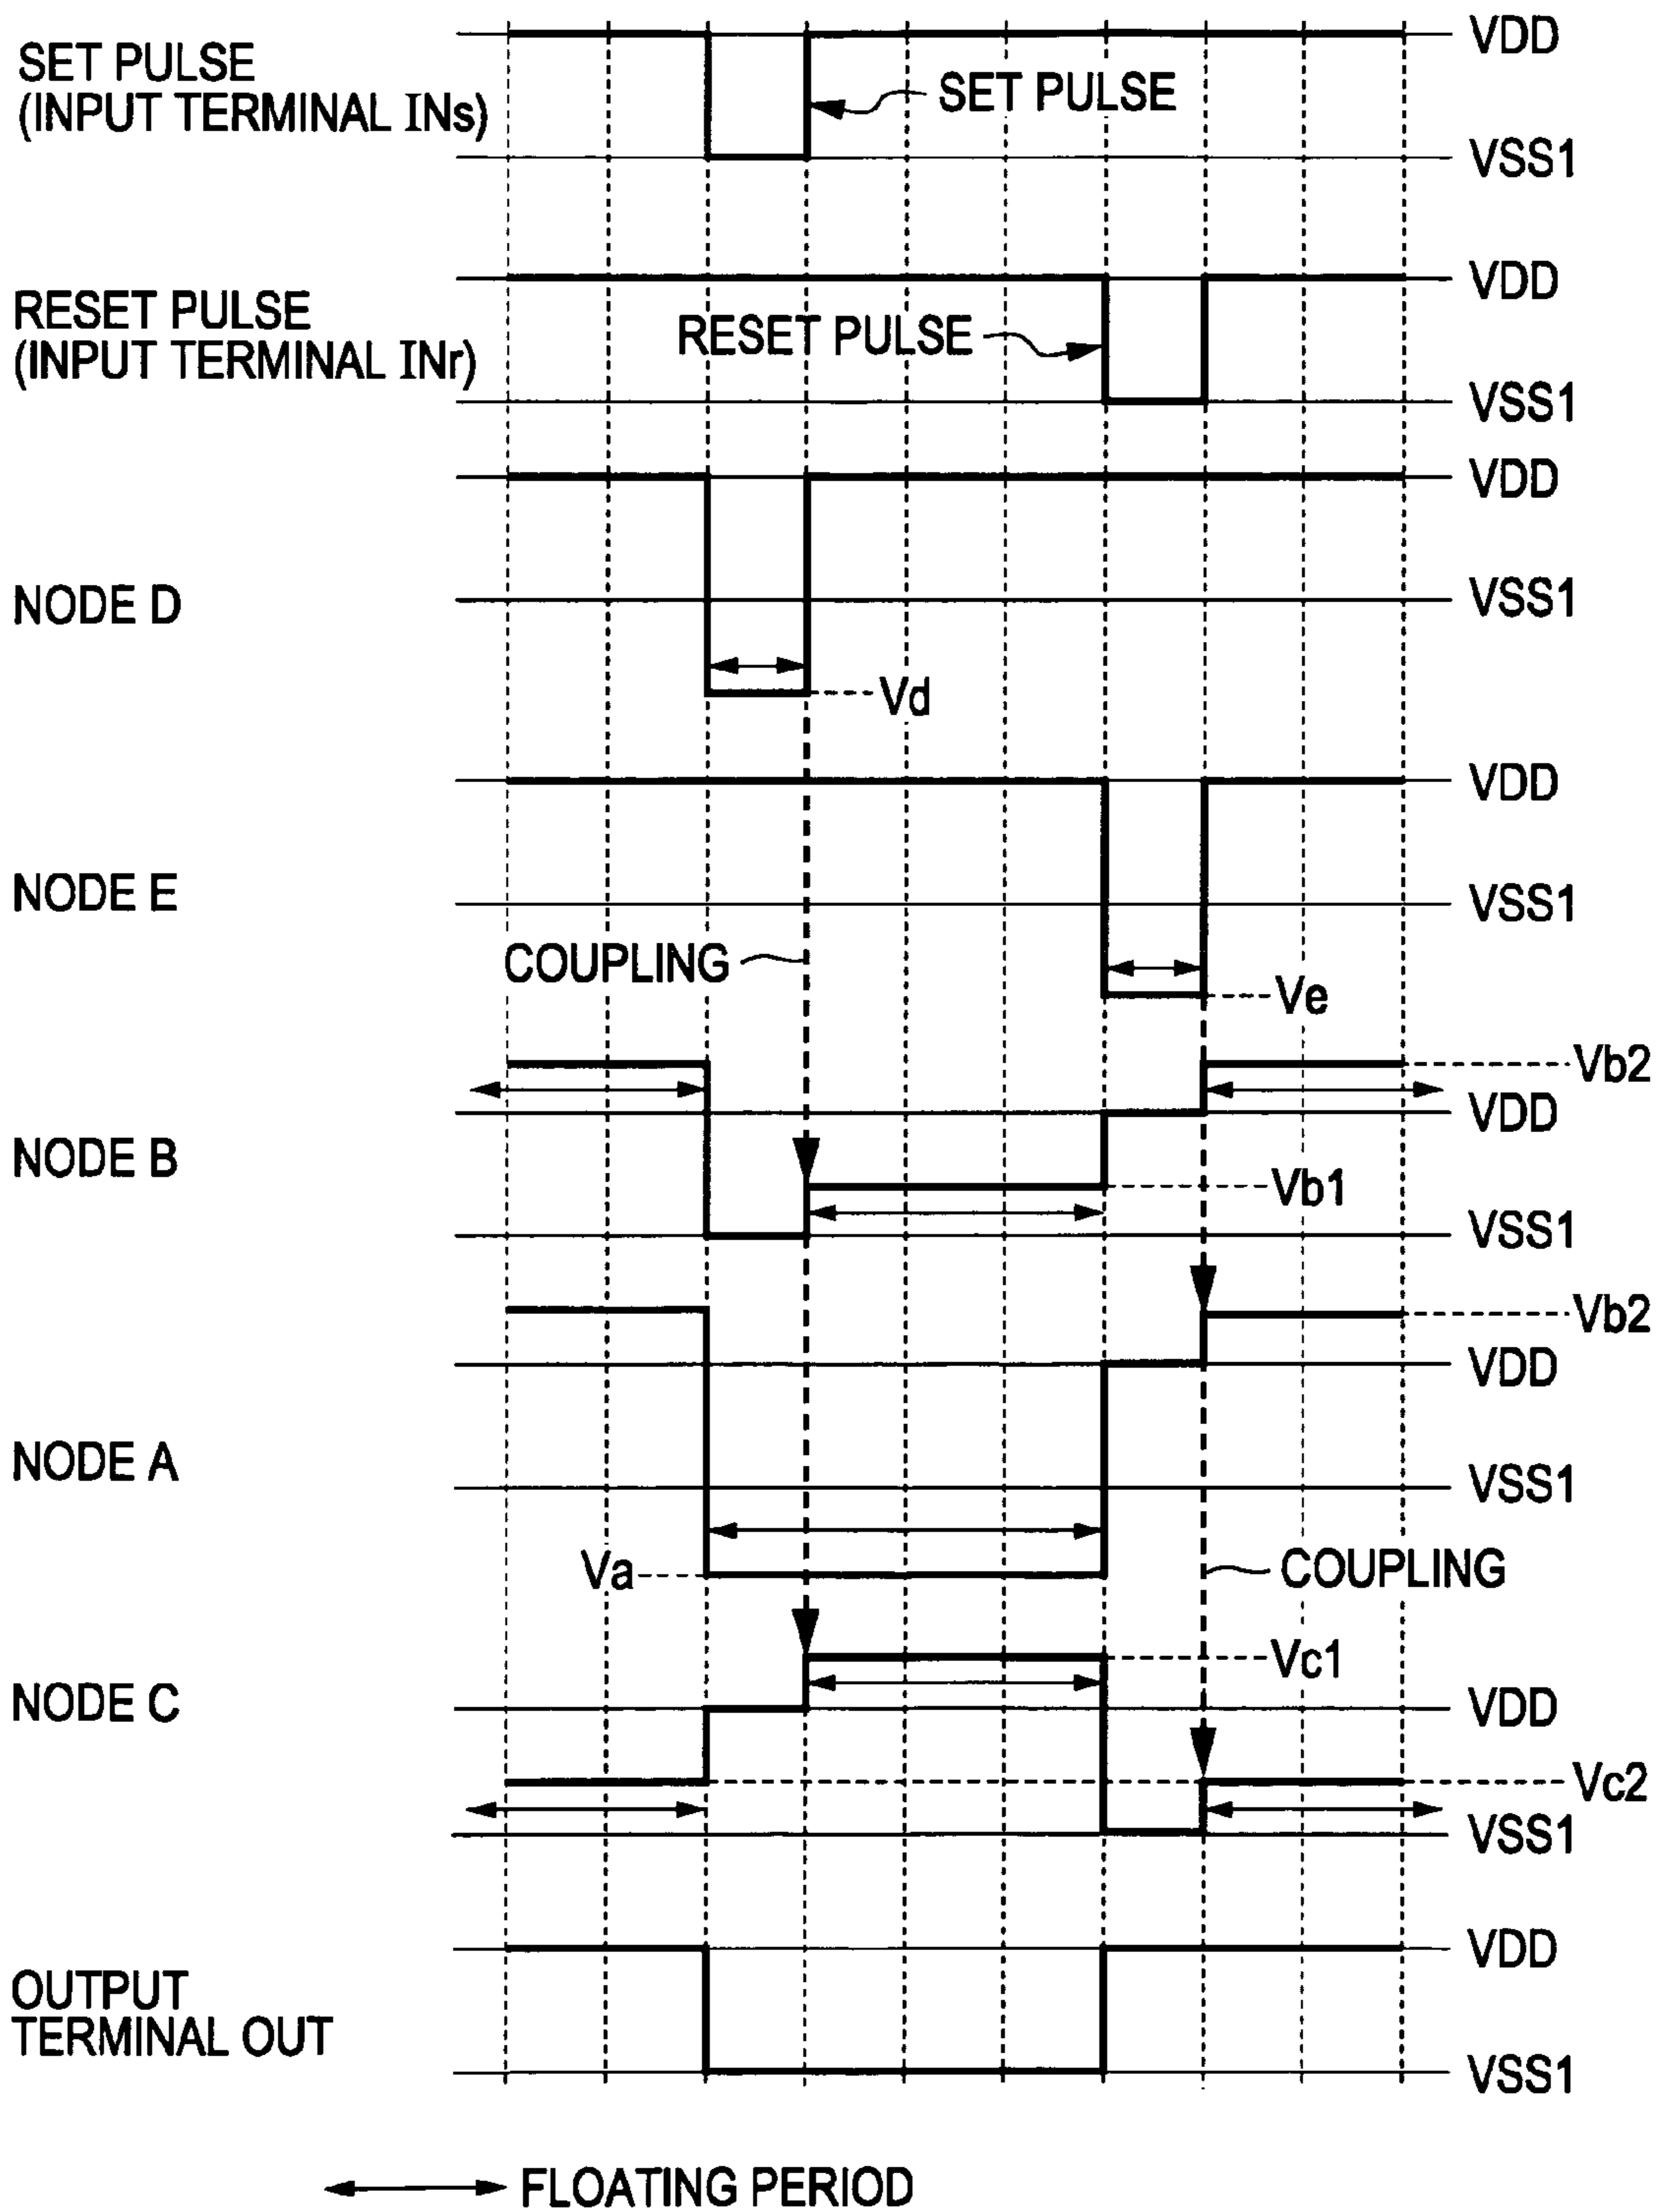 VDD
SET PULSE
(INPUT TERMINAL INs)
SET PULSE
VSS1
VDD
RESET PULSE
(INPUT TERMINAL INr)
RESET PULSE
VSS1
VDD
NODE D
VSS1
Vd
VDD
NODE E
VSS1
COUPLING
Ve
Vb2
VDD
NODE B
Vb1
VSS1
Vb2
VDD
NODE A
VSS1
Va
COUPLING
Vc1
NODE C
VDD
Vc2
VSS1
VDD
OUTPUT
TERMINAL OUT
VSS1
FLOATING PERIOD